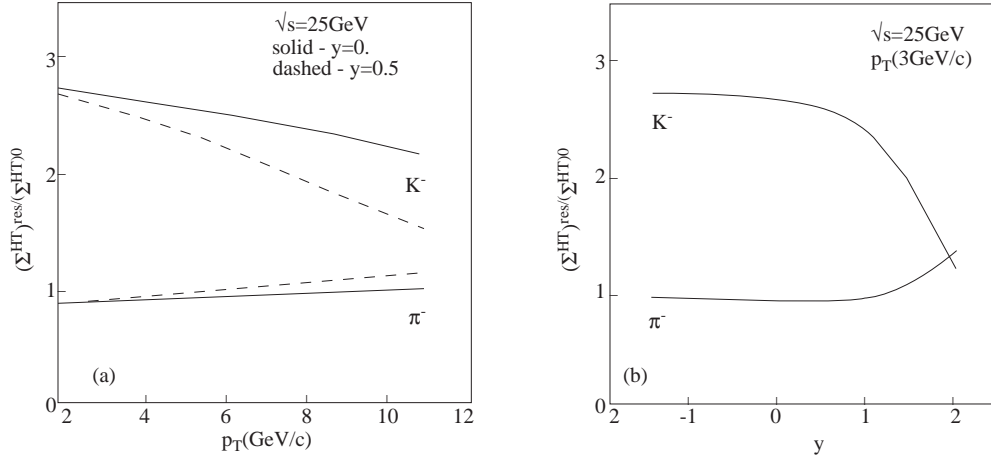 √s=25GeV
solid - y=0.
dashed - y=0.5
3
2
1
0
(Σ^HT)^res/(Σ^HT)^0
K-
π-
(a)
2 4 6 8 10 12
p_T(GeV/c)
√s=25GeV
p_T(3GeV/c)
3
2
1
0
(Σ^HT)^res/(Σ^HT)^0
K-
π-
(b)
2 -1 0 1 2
y